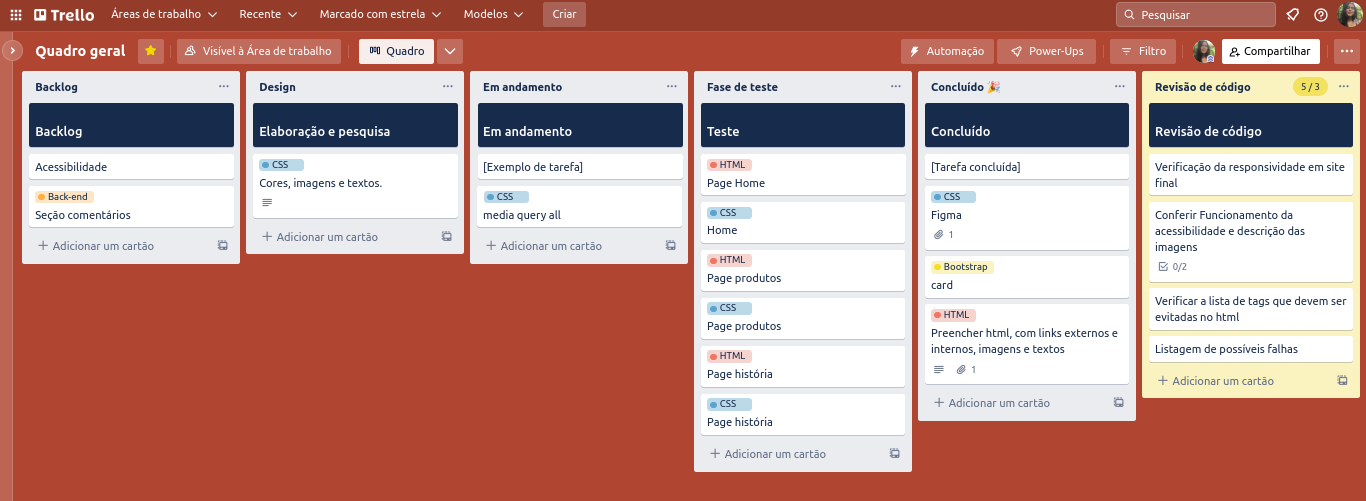 Trello
Áreas de trabalho
Recente
Marcado com estrela
Modelos
Criar
Pesquisar
Quadro geral
Visível à Área de trabalho
Quadro
Automação
Power-Ups
Filtro
Compartilhar
Backlog
Backlog
Acessibilidade
Back-end
Seção comentários
Adicionar um cartão
Design
Elaboração e pesquisa
CSS
Cores, imagens e textos.
Adicionar um cartão
Em andamento
Em andamento
[Exemplo de tarefa]
CSS
media query all
Adicionar um cartão
Fase de teste
Teste
HTML
Page Home
CSS
Home
HTML
Page produtos
CSS
Page produtos
HTML
Page história
CSS
Page história
Adicionar um cartão
Concluído 🎉
Concluído
[Tarefa concluída]
CSS
Figma
1
Bootstrap
card
HTML
Preencher html, com links externos e
internos, imagens e textos
1
Adicionar um cartão
Revisão de código
5 / 3
Revisão de código
Verificação da responsividade em site
final
Conferir Funcionamento da
acessibilidade e descrição das
imagens
0/2
Verificar a lista de tags que devem ser
evitadas no html
Listagem de possíveis falhas
Adicionar um cartão